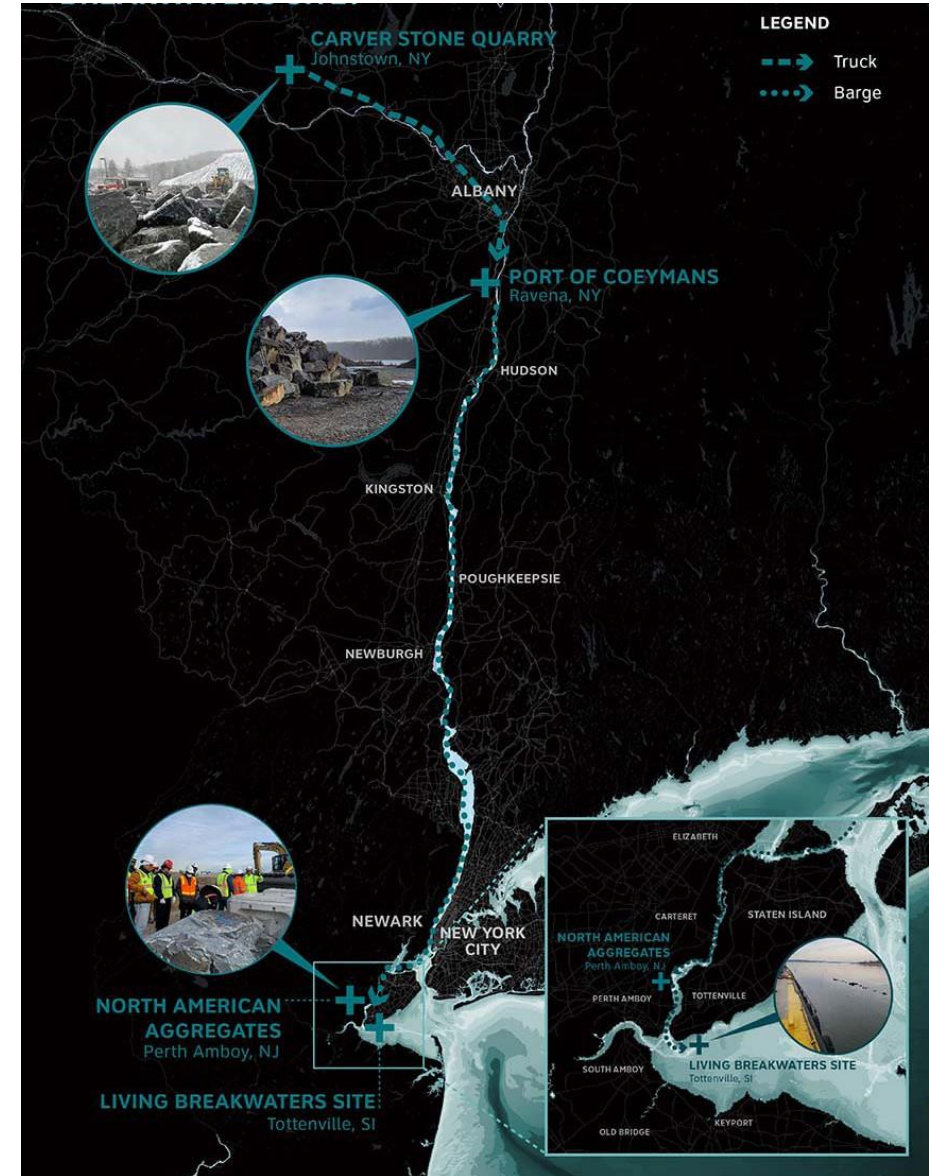 LEGEND
Truck
Barge
CARVER STONE QUARRY
Johnstown, NY
ALBANY
PORT OF COEYMANS
Ravena, NY
HUDSON
KINGSTON
POUGHKEEPSIE
NEWBURGH
NEWARK
NEW YORK
CITY
NORTH AMERICAN
AGGREGATES
Perth Amboy, NJ
LIVING BREAKWATERS SITE
Tottenville, SI
ELIZABETH
CARTERET
STATEN ISLAND
NORTH AMERICAN
AGGREGATES
Perth Amboy, NJ
PERTH AMBOY
TOTTENVILLE
SOUTH AMBOY
LIVING BREAKWATERS SITE
Tottenville, SI
KEYPORT
OLD BRIDGE